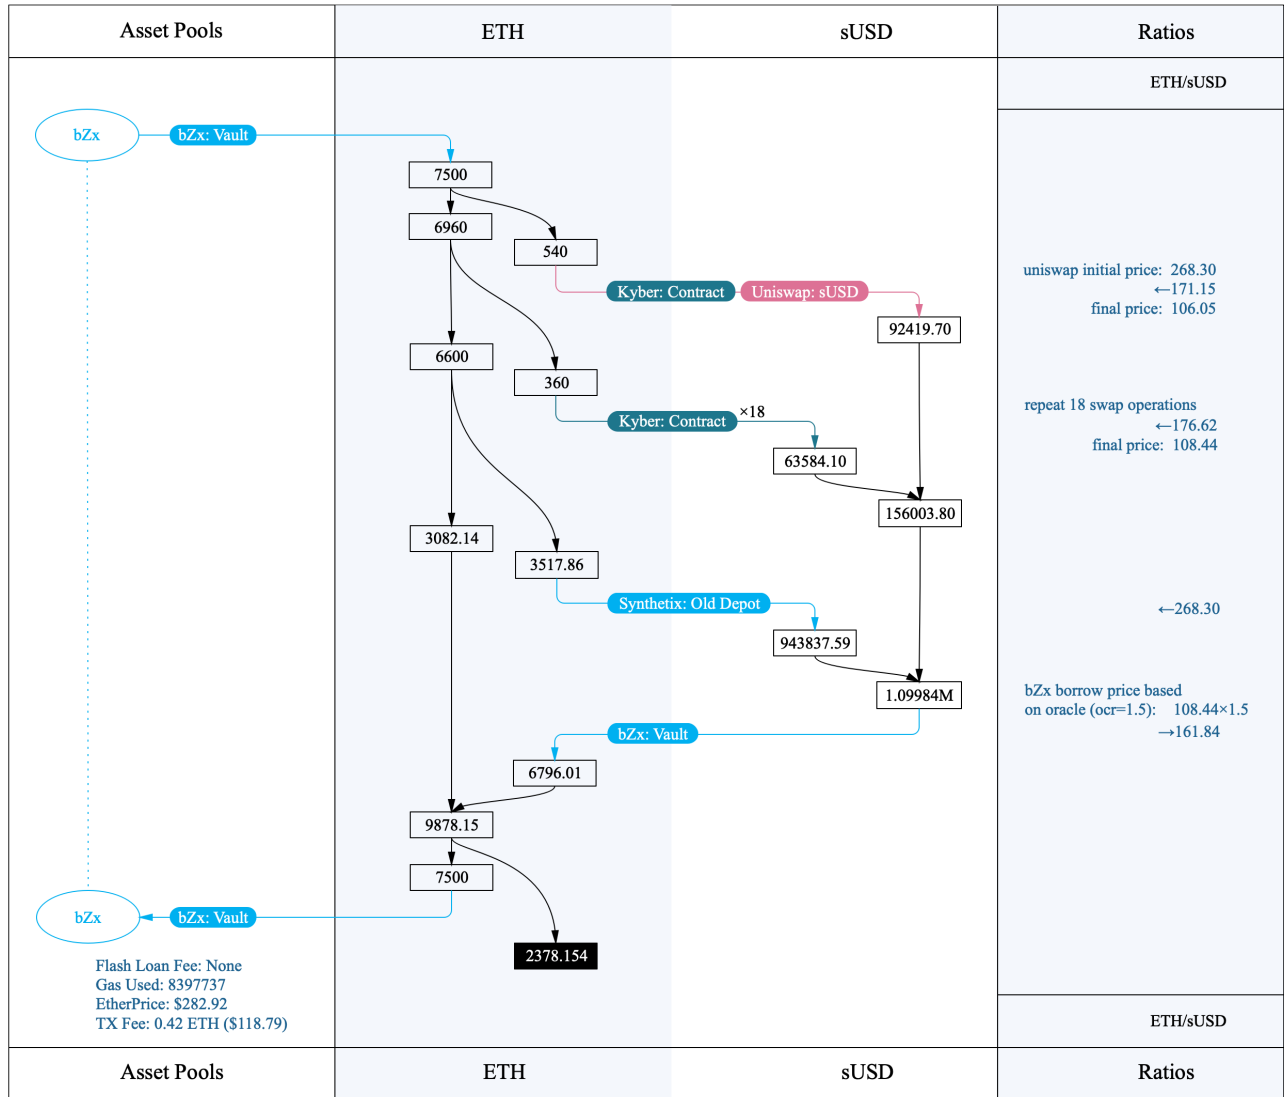 Asset Pools
ETH
sUSD
Ratios
ETH/sUSD
bZx
bZx: Vault
7500
6960
540
Kyber: Contract
Uniswap: sUSD
uniswap initial price: 268.30
←171.15
final price: 106.05
92419.70
6600
360
Kyber: Contract
×18
repeat 18 swap operations
←176.62
final price: 108.44
63584.10
156003.80
3082.14
3517.86
Synthetix: Old Depot
←268.30
943837.59
1.09984M
bZx borrow price based
on oracle (ocr=1.5): 108.44×1.5
→161.84
bZx: Vault
6796.01
9878.15
7500
bZx
bZx: Vault
2378.154
Flash Loan Fee: None
Gas Used: 8397737
EtherPrice: $282.92
TX Fee: 0.42 ETH ($118.79)
ETH/sUSD
Asset Pools
ETH
sUSD
Ratios